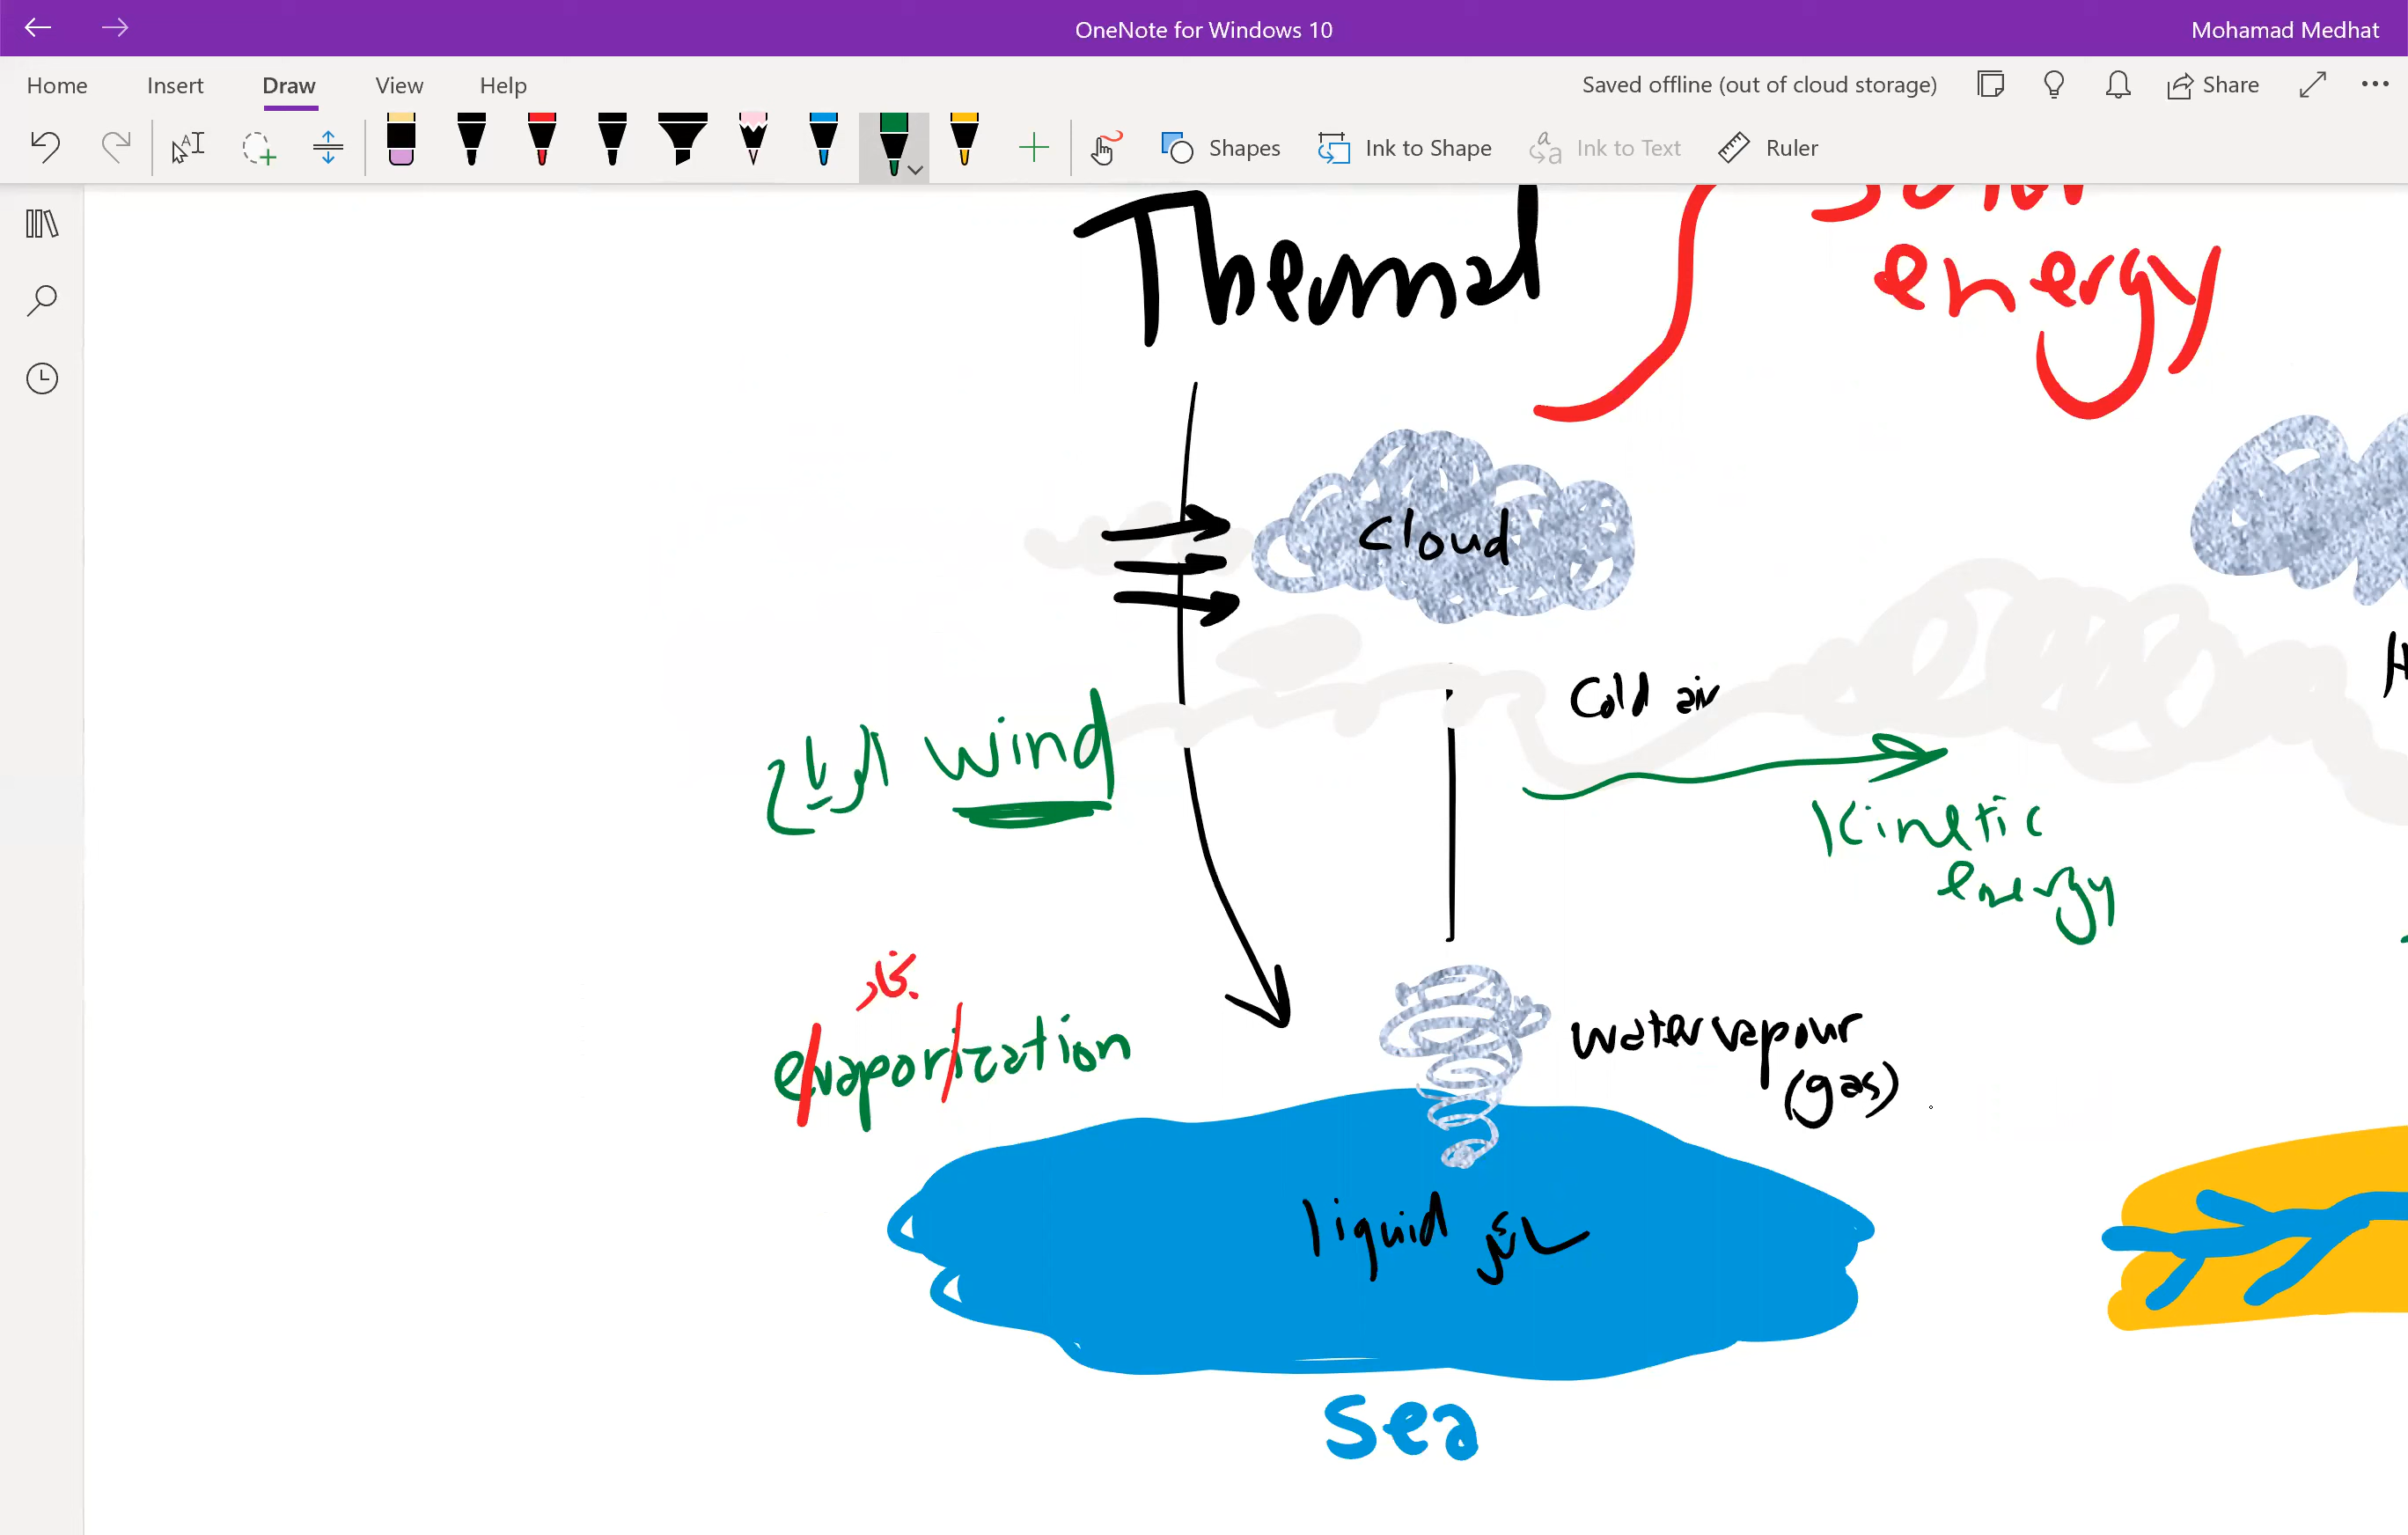 OneNote for Windows 10
Mohamad Medhat
Home Insert Draw View Help
Saved offline (out of cloud storage)
Share
Shapes
Ink to Shape
Ink to Text
Ruler
Thermal
energy
cloud
Cold air
الرياح wind
Kinetic
energy
بخار
evaporization
water vapour
(gas)
liquid سائل
Sea